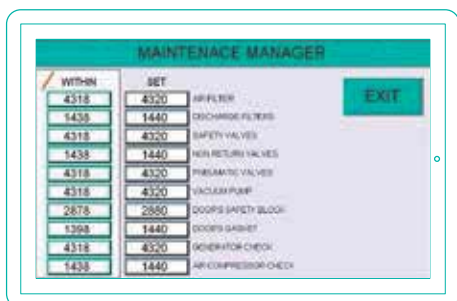 MAINTENACE MANAGER
WITHIN SET
EXIT
4318 4320 AIR FILTER
1438 1440 DISCHARGE FILTERS
4318 4320 SAFETY VALVES
1438 1440 NON RETURN VALVES
4318 4320 PNEUMATIC VALVES
4318 4320 VACUUM PUMP
2878 2880 DOOR'S SAFETY BLOCK
1398 1440 DOOR'S GASKET
4318 4320 GENERATOR CHECK
1438 1440 AIR COMPRESSOR CHECK